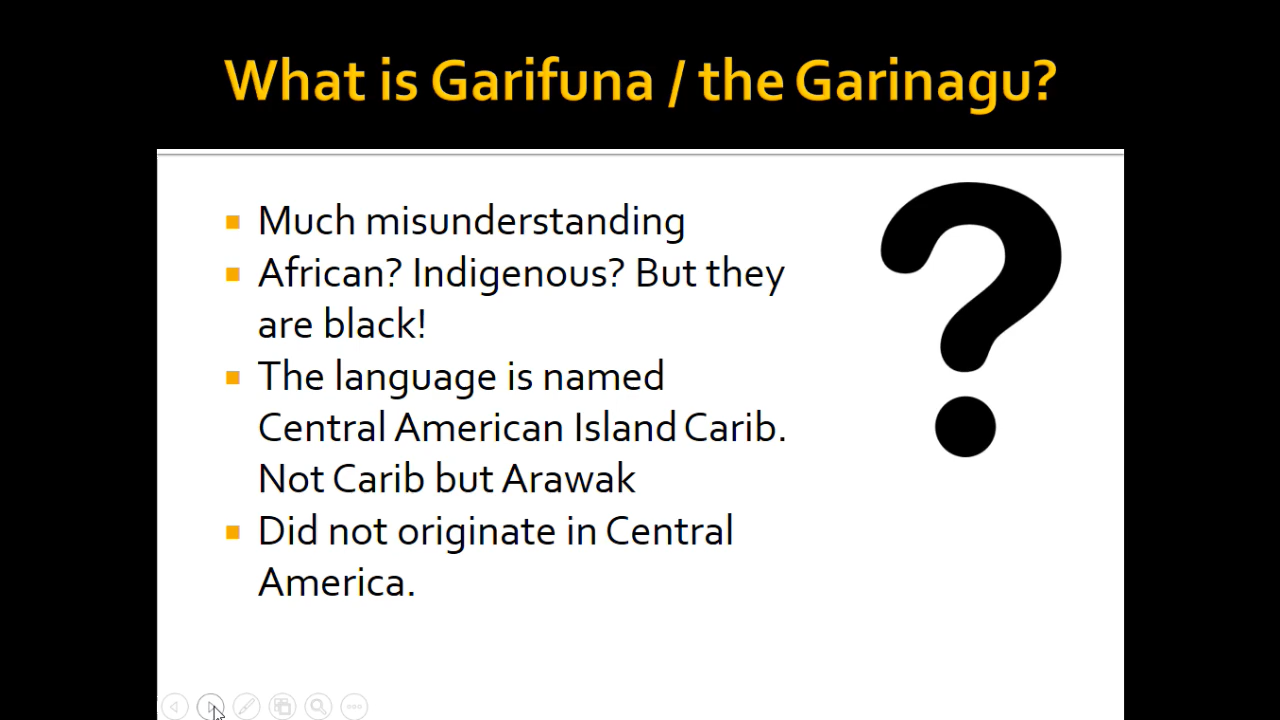 What is Garifuna / the Garinagu?
Much misunderstanding
African? Indigenous? But they
are black!
The language is named
Central American Island Carib.
Not Carib but Arawak
Did not originate in Central
America.
?